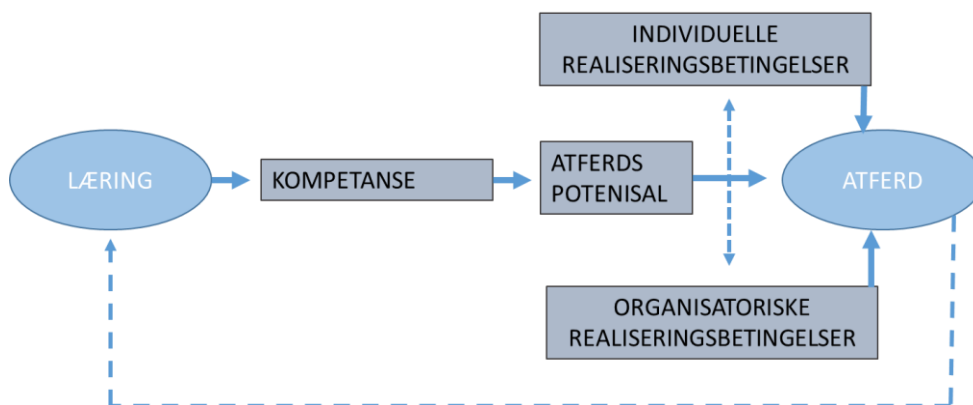 INDIVIDUELLE
REALISERINGSBETINGELSER
LÆRING
KOMPETANSE
ATFERDS
POTENISAL
ATFERD
ORGANISATORISKE
REALISERINGSBETINGELSER